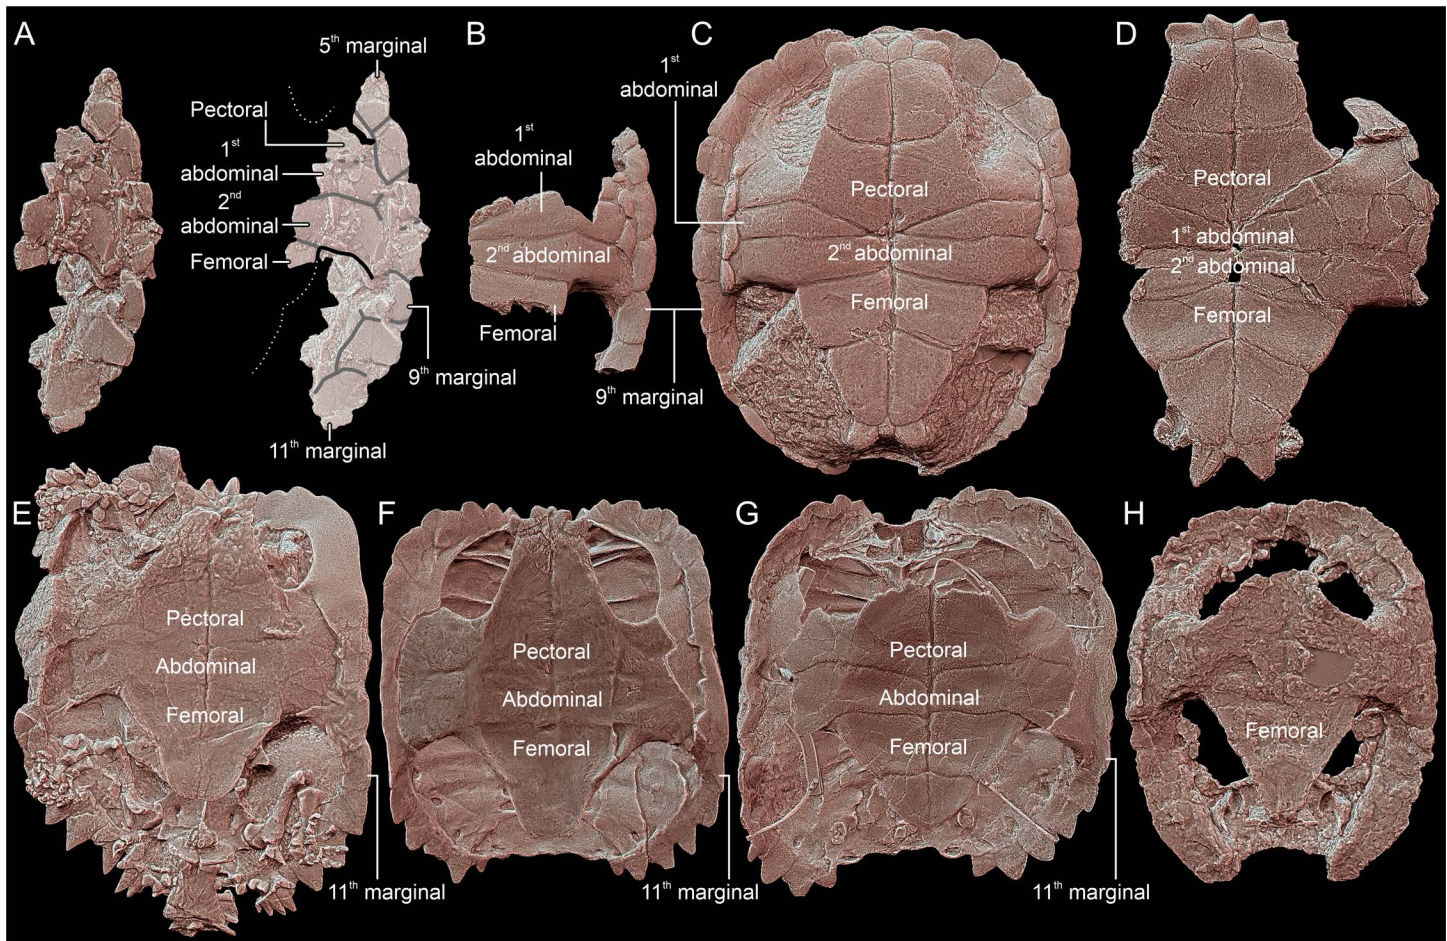 A
5th marginal
Pectoral
1st
abdominal
2nd
abdominal
Femoral
9th marginal
11th marginal
B
1st
abdominal
2nd abdominal
Femoral
9th marginal
C
1st
abdominal
Pectoral
2nd abdominal
Femoral
D
Pectoral
1st abdominal
2nd abdominal
Femoral
E
Pectoral
Abdominal
Femoral
11th marginal
F
Pectoral
Abdominal
Femoral
11th marginal
G
Pectoral
Abdominal
Femoral
11th marginal
H
Femoral